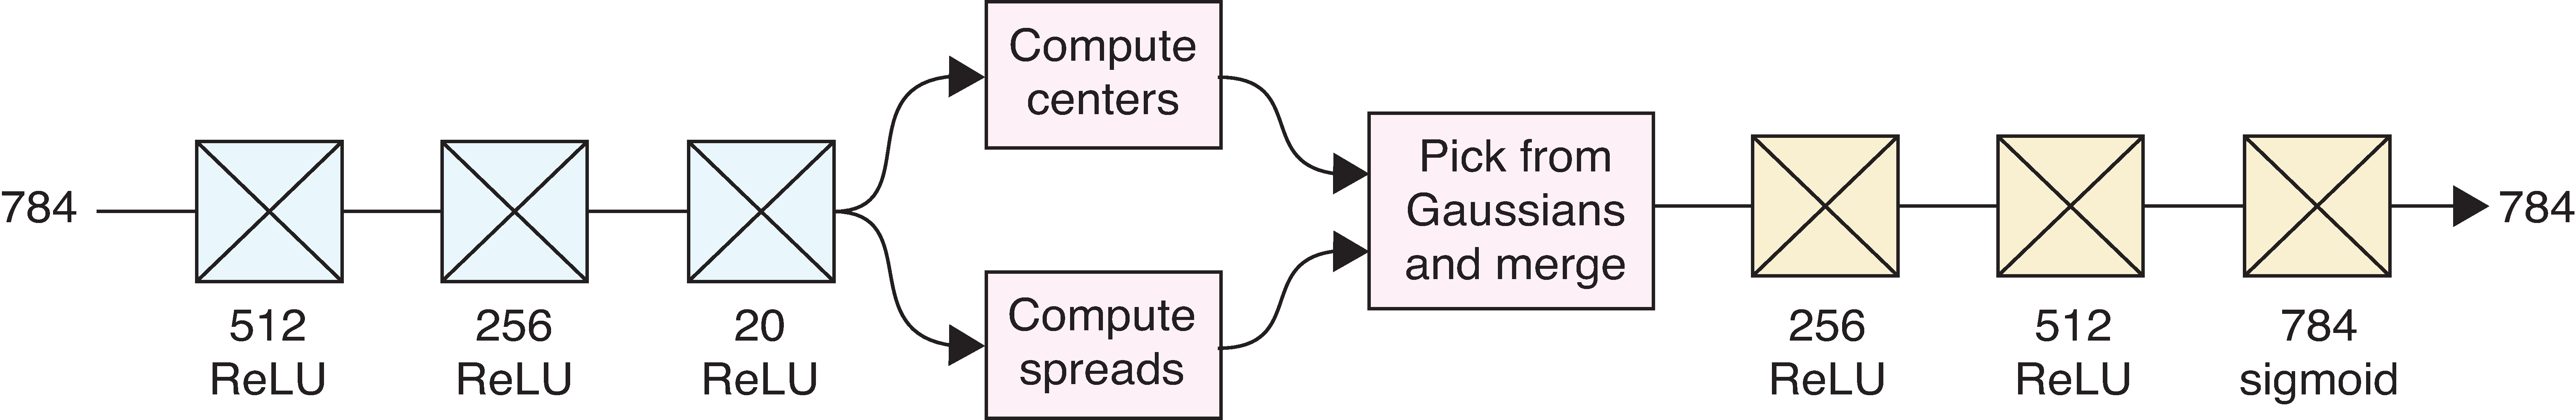 784
512
ReLU
256
ReLU
20
ReLU
Compute
centers
Compute
spreads
Pick from
Gaussians
and merge
256
ReLU
512
ReLU
784
sigmoid
784